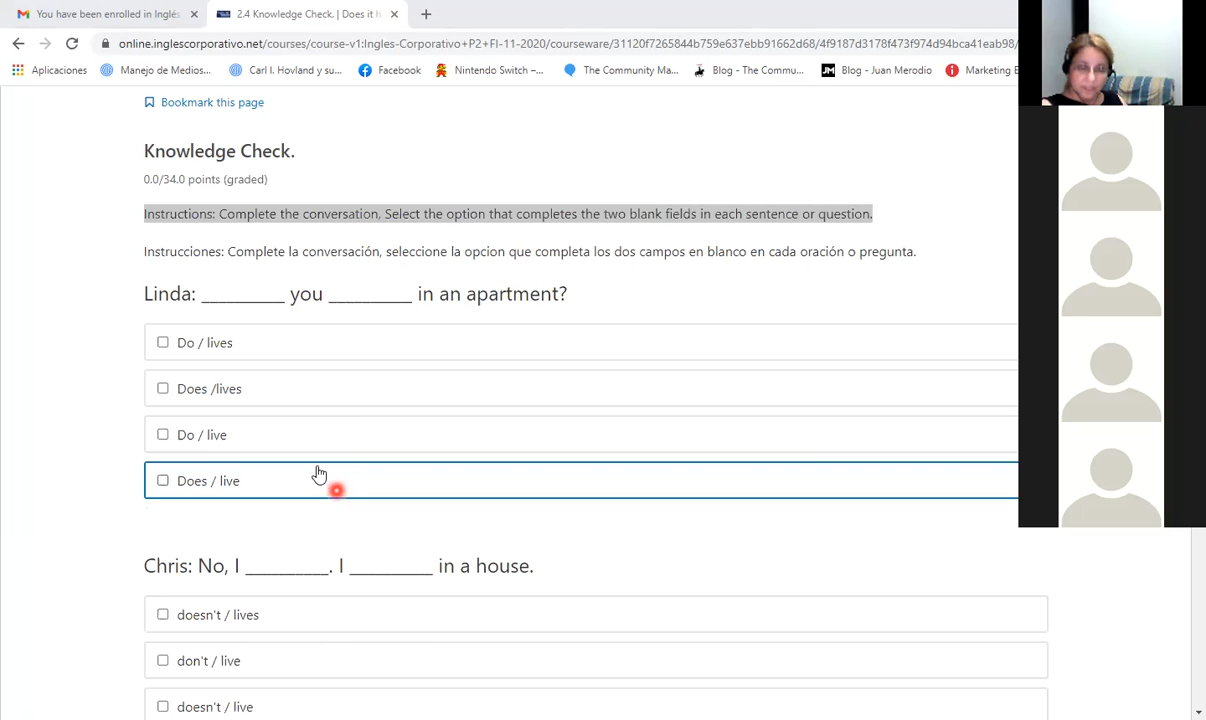 You have been enrolled in Inglés
2.4 Knowledge Check. | Does it h
online.inglescorporativo.net/courses/course-v1:Ingles-Corporativo+P2+FI-11-2020/courseware/31120f7265844b759e637ebb91662d68/4f9187d3178f473f974d94bca41eab98/
Aplicaciones
Manejo de Medios...
Carl I. Hovland y su...
Facebook
Nintendo Switch –...
The Community Ma...
Blog - The Commu...
JM
Blog - Juan Merodio
Marketing E
Bookmark this page
Knowledge Check.
0.0/34.0 points (graded)
Instructions: Complete the conversation, Select the option that completes the two blank fields in each sentence or question.
Instrucciones: Complete la conversación, seleccione la opcion que completa los dos campos en blanco en cada oración o pregunta.
Linda: __________ you __________ in an apartment?
Do / lives
Does /lives
Do / live
Does / live
Chris: No, I __________. I __________ in a house.
doesn't / lives
don't / live
doesn't / live